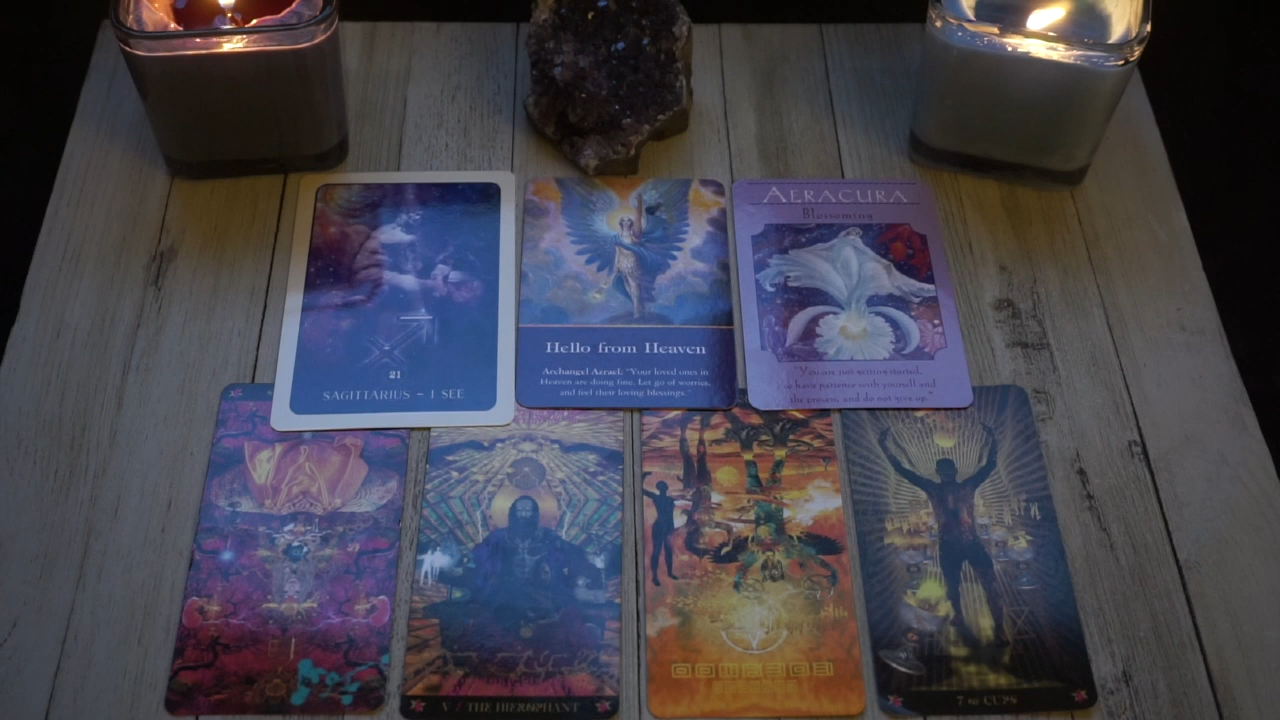 21
SAGITTARIUS ~ I SEE
Hello from Heaven
Archangel Azrael: "Your loved ones in
Heaven are doing fine. Let go of worries,
and feel their loving blessings."
AERACURA
Blossoming
"You are just getting started,
so have patience with yourself and
the process, and do not give up."
V / THE HIEROPHANT
7 OF CUPS